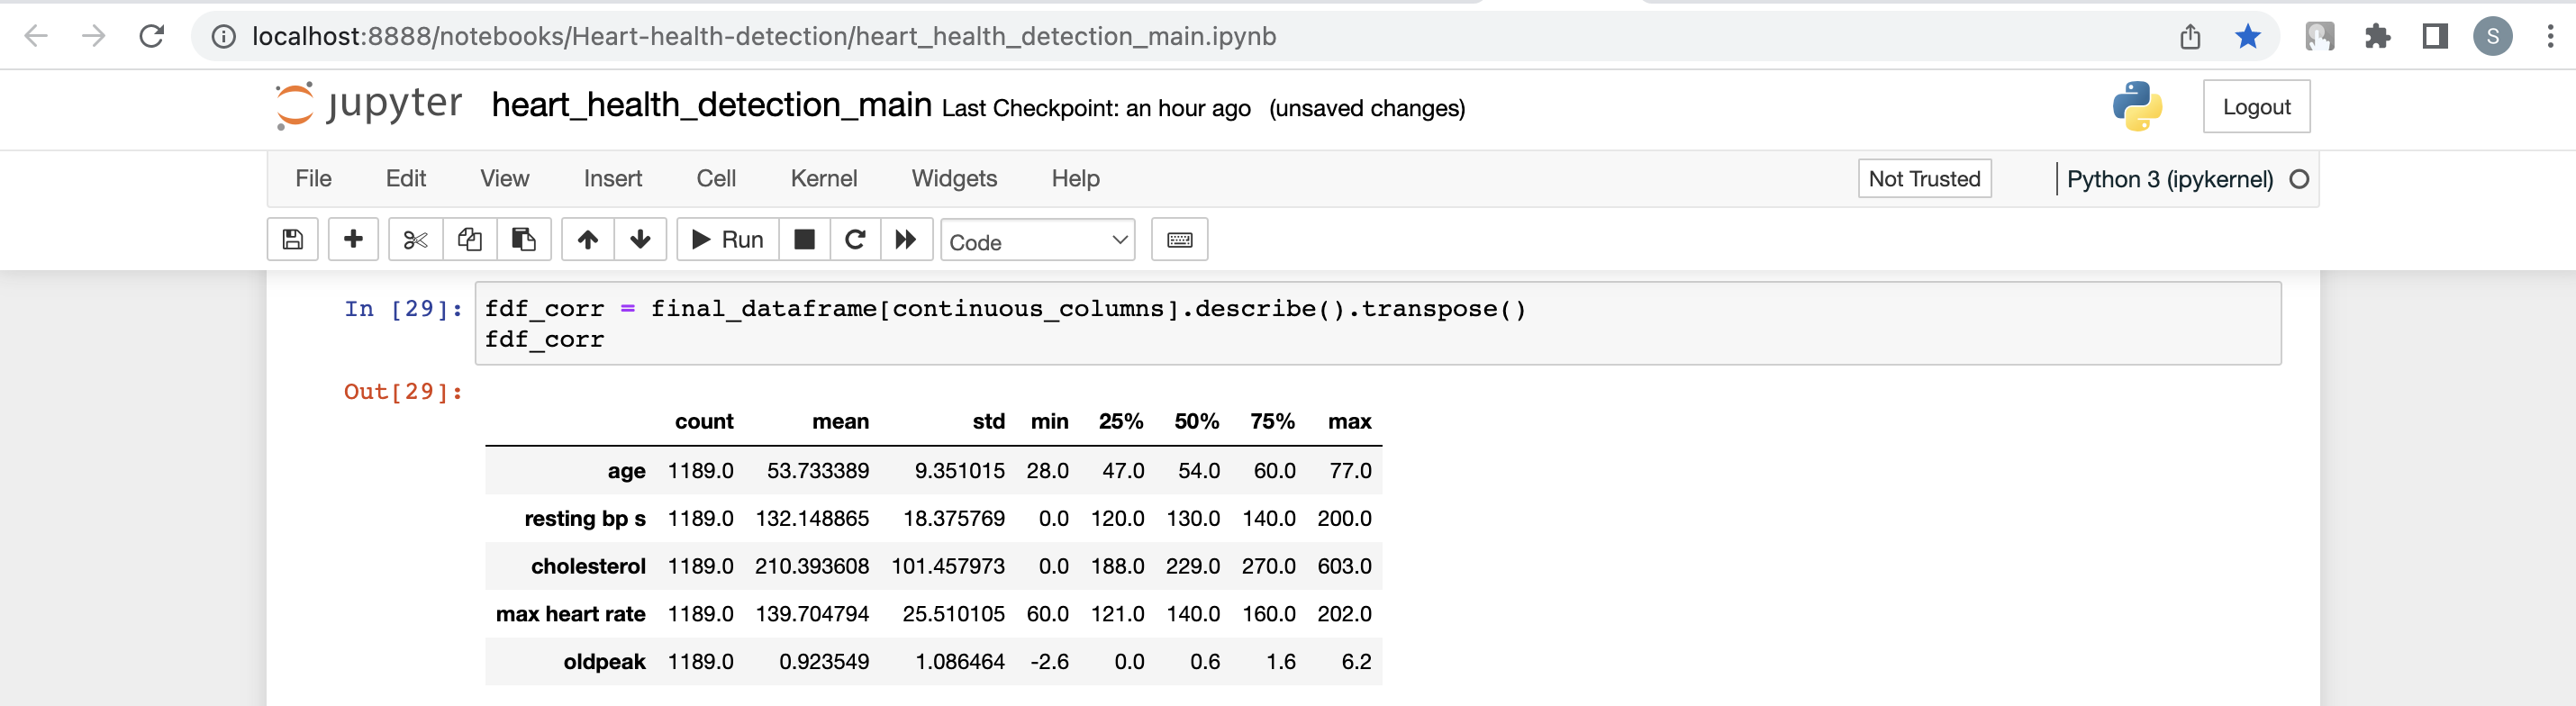 localhost:8888/notebooks/Heart-health-detection/heart_health_detection_main.ipynb S
jupyter heart_health_detection_main Last Checkpoint: an hour ago (unsaved changes) Logout
File Edit View Insert Cell Kernel Widgets Help Not Trusted Python 3 (ipykernel)
Run Code
In [29]: fdf_corr = final_dataframe[continuous_columns].describe().transpose()
fdf_corr
Out[29]:
count mean std min 25% 50% 75% max
age 1189.0 53.733389 9.351015 28.0 47.0 54.0 60.0 77.0
resting bp s 1189.0 132.148865 18.375769 0.0 120.0 130.0 140.0 200.0
cholesterol 1189.0 210.393608 101.457973 0.0 188.0 229.0 270.0 603.0
max heart rate 1189.0 139.704794 25.510105 60.0 121.0 140.0 160.0 202.0
oldpeak 1189.0 0.923549 1.086464 -2.6 0.0 0.6 1.6 6.2